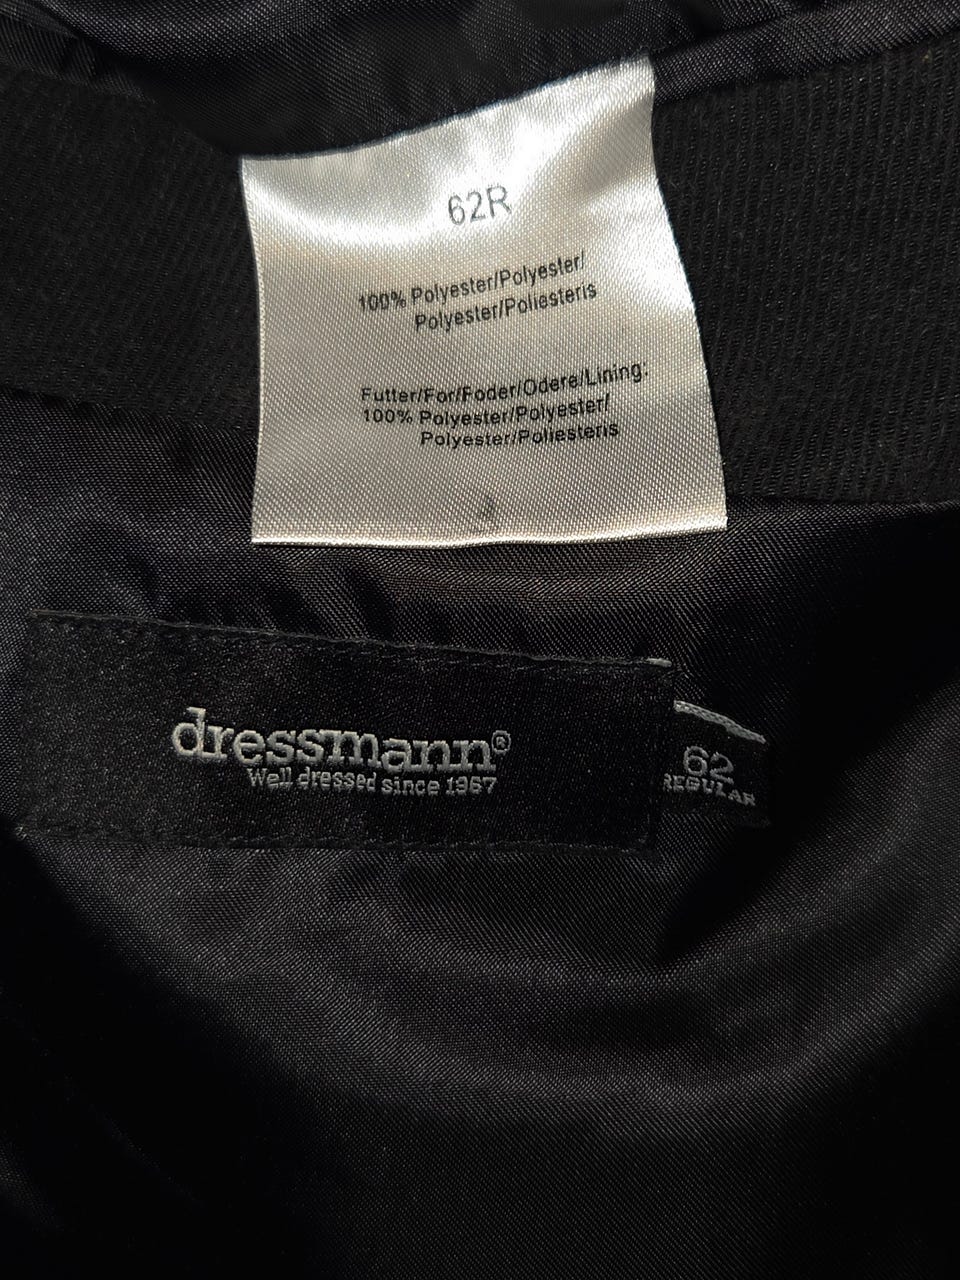 62R
100% Polyester/Polyester/
Polyester/Poliesteris
Futter/For/Foder/Odere/Lining:
100% Polyester/Polyester/
Polyester/Poliesteris
dressmann®
Well dressed since 1967
62
REGULAR